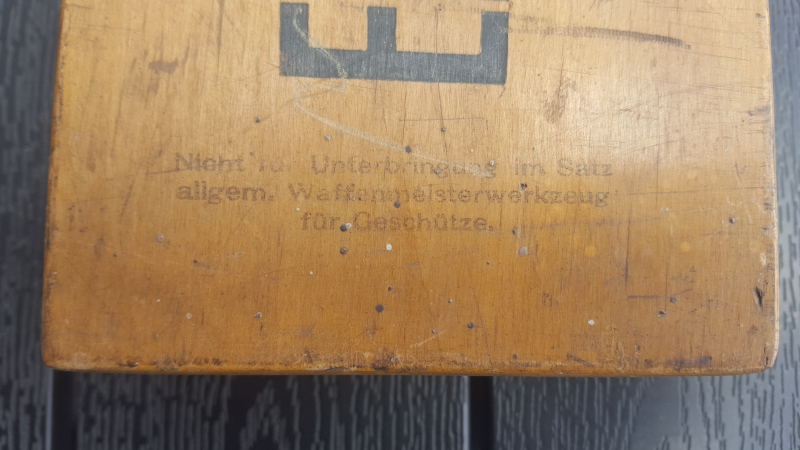 E
Nicht für Unterbringung im Satz
allgem. Waffenmeisterwerkzeug
für Geschütze.